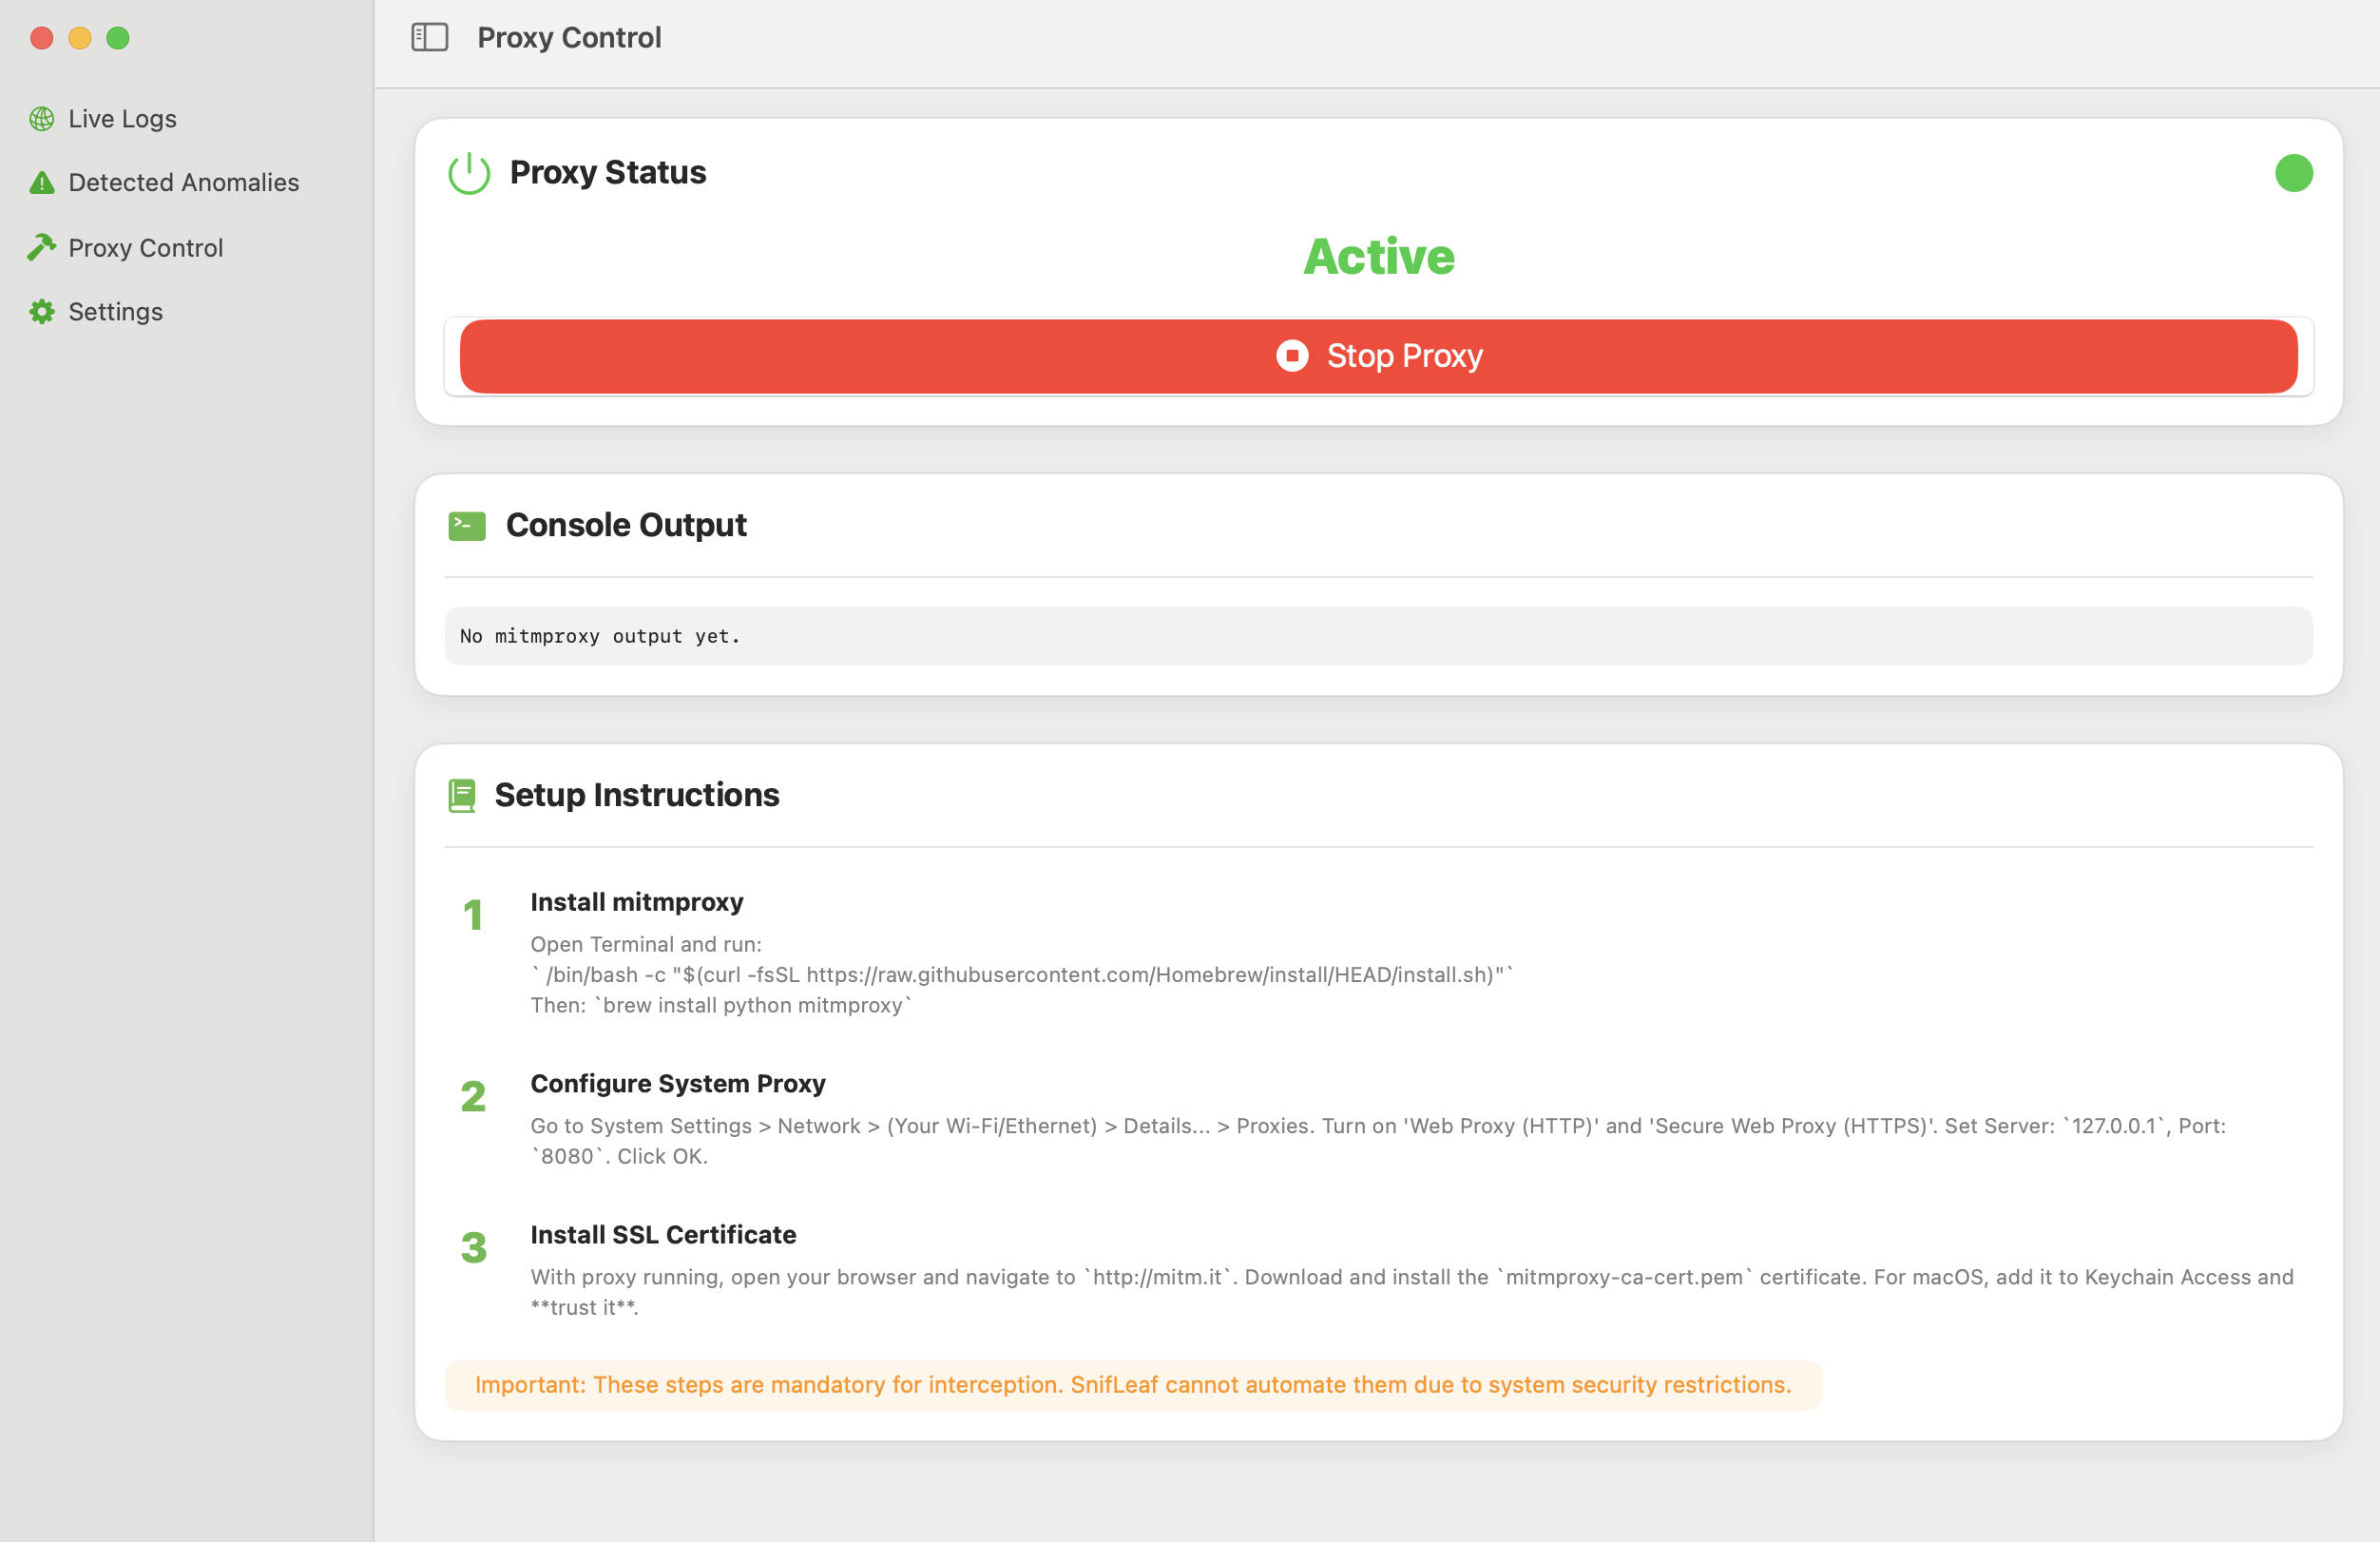 Live Logs
Detected Anomalies
Proxy Control
Settings
Proxy Control
Proxy Status
Active
Stop Proxy
Console Output
No mitmproxy output yet.
Setup Instructions
1
Install mitmproxy
Open Terminal and run:
` /bin/bash -c "$(curl -fsSL https://raw.githubusercontent.com/Homebrew/install/HEAD/install.sh)"`
Then: `brew install python mitmproxy`
2
Configure System Proxy
Go to System Settings > Network > (Your Wi-Fi/Ethernet) > Details... > Proxies. Turn on 'Web Proxy (HTTP)' and 'Secure Web Proxy (HTTPS)'. Set Server: `127.0.0.1`, Port:
`8080`. Click OK.
3
Install SSL Certificate
With proxy running, open your browser and navigate to `http://mitm.it`. Download and install the `mitmproxy-ca-cert.pem` certificate. For macOS, add it to Keychain Access and
**trust it**.
Important: These steps are mandatory for interception. SnifLeaf cannot automate them due to system security restrictions.